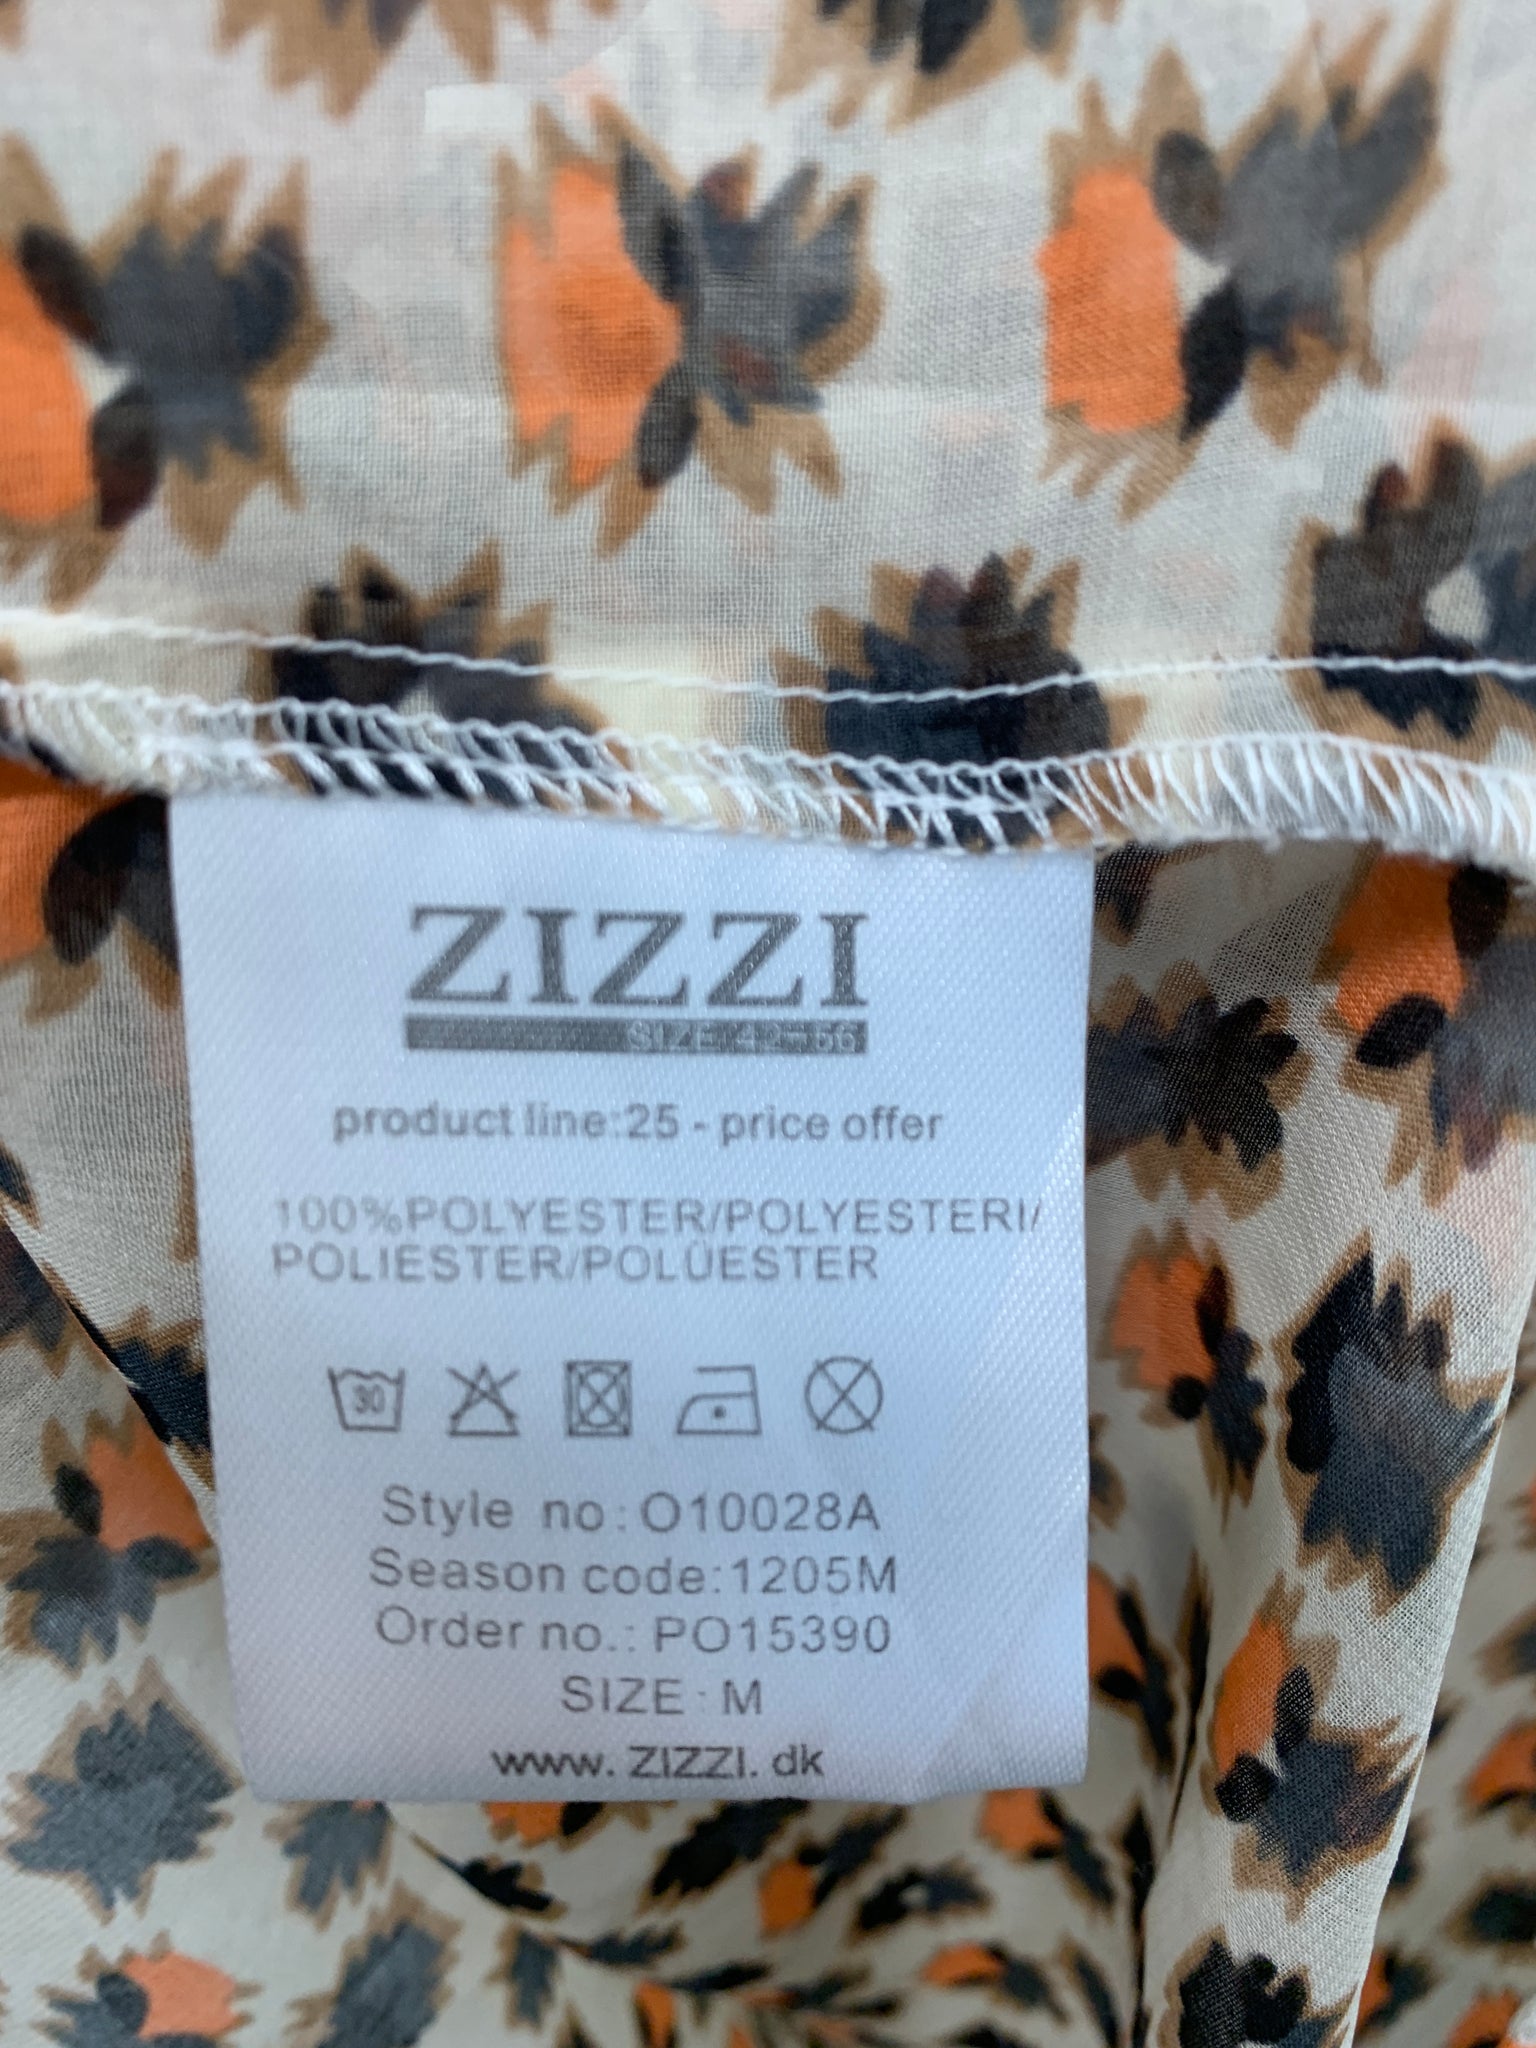 ZIZZI
SIZE 42-56
product line:25 - price offer
100%POLYESTER/POLYESTERI/
POLIESTER/POLÜESTER
30
Style no:O10028A
Season code:1205M
Order no.: PO15390
SIZE : M
www. ZIZZI. dk